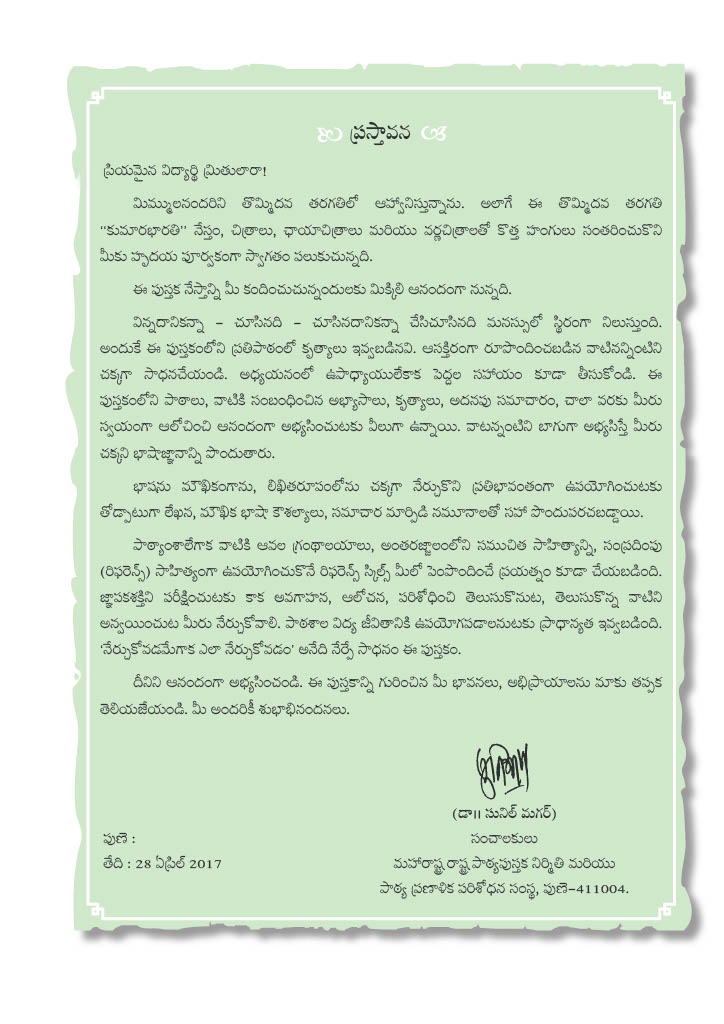 ప్రస్తావన
ప్రియమైన విద్యార్థి మిత్రులారా!
మిమ్ములనందరిని తొమ్మిదవ తరగతిలో ఆహ్వానిస్తున్నాను. అలాగే ఈ తొమ్మిదవ తరగతి
“కుమారభారతి” నేస్తం, చిత్రాలు, ఛాయాచిత్రాలు మరియు వర్ణచిత్రాలతో కొత్త హంగులు సంతరించుకొని
మీకు హృదయ పూర్వకంగా స్వాగతం పలుకుచున్నది.
ఈ పుస్తక నేస్తాన్ని మీ కందించుచున్నందులకు మిక్కిలి ఆనందంగా నున్నది.
విన్నదానికన్నా – చూసినది – చూసినదానికన్నా చేసిచూసినది మనస్సులో స్థిరంగా నిలుస్తుంది.
అందుకే ఈ పుస్తకంలోని ప్రతిపాఠంలో కృత్యాలు ఇవ్వబడినవి. ఆసక్తిరంగా రూపొందించబడిన వాటినన్నింటిని
చక్కగా సాధనచేయండి. అధ్యయనంలో ఉపాధ్యాయులేకాక పెద్దల సహాయం కూడా తీసుకోండి. ఈ
పుస్తకంలోని పాఠాలు, వాటికి సంబంధించిన అభ్యాసాలు, కృత్యాలు, అదనపు సమాచారం, చాలా వరకు మీరు
స్వయంగా ఆలోచించి ఆనందంగా అభ్యసించుటకు వీలుగా ఉన్నాయి. వాటన్నంటిని బాగుగా అభ్యసిస్తే మీరు
చక్కని భాషాజ్ఞానాన్ని పొందుతారు.
భాషను మౌఖికంగాను, లిఖితరూపంలోను చక్కగా నేర్చుకొని ప్రతిభావంతంగా ఉపయోగించుటకు
తోడ్పాటుగా లేఖన, మౌఖిక భాషా కౌశల్యాలు, సమాచార మార్పిడి నమూనాలతో సహా పొందుపరచబడ్డాయి.
పాఠ్యాంశాలేగాక వాటికి ఆవల గ్రంథాలయాలు, అంతరజ్జాలంలోని సముచిత సాహిత్యాన్ని, సంప్రదింపు
(రిఫరెన్స్) సాహిత్యంగా ఉపయోగించుకొనే రిఫరెన్స్ స్కిల్స్ మీలో పెంపొందించే ప్రయత్నం కూడా చేయబడింది.
జ్ఞాపకశక్తిని పరీక్షించుటకు కాక అవగాహన, ఆలోచన, పరిశోధించి తెలుసుకొనుట, తెలుసుకొన్న వాటిని
అన్వయించుట మీరు నేర్చుకోవాలి. పాఠశాల విద్య జీవితానికి ఉపయోగపడాలనుటకు ప్రాధాన్యత ఇవ్వబడింది.
‘నేర్చుకోవడమేగాక ఎలా నేర్చుకోవడం’ అనేది నేర్పే సాధనం ఈ పుస్తకం.
దీనిని ఆనందంగా అభ్యసించండి. ఈ పుస్తకాన్ని గురించిన మీ భావనలు, అభిప్రాయాలను మాకు తప్పక
తెలియజేయండి. మీ అందరికీ శుభాభినందనలు.
(డా॥ సునిల్ మగర్)
పుణె :
సంచాలకులు
తేది : 28 ఏప్రిల్ 2017
మహారాష్ట్ర రాష్ట్ర పాఠ్యపుస్తక నిర్మితి మరియు
పాఠ్య ప్రణాళిక పరిశోధన సంస్థ, పుణె–411004.